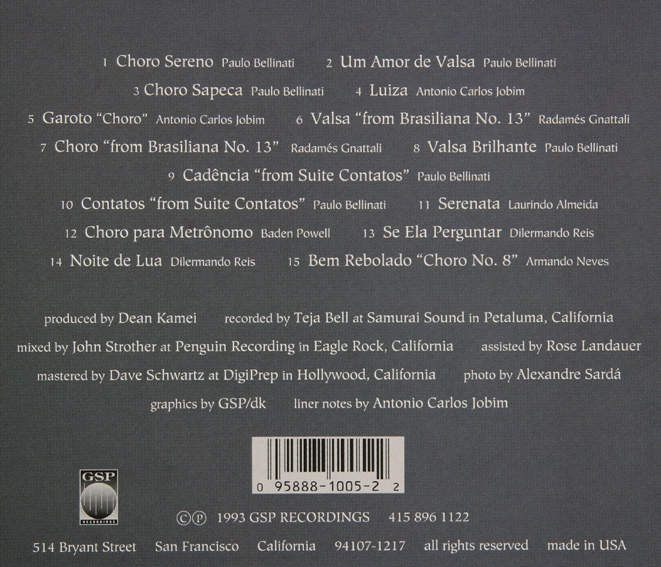 1 Choro Sereno Paulo Bellinati 2 Um Amor de Valsa Paulo Bellinati
3 Choro Sapeca Paulo Bellinati 4 Luiza Antonio Carlos Jobim
5 Garoto “Choro” Antonio Carlos Jobim 6 Valsa “from Brasiliana No. 13” Radamés Gnattali
7 Choro “from Brasiliana No. 13” Radamés Gnattali 8 Valsa Brilhante Paulo Bellinati
9 Cadência “from Suite Contatos” Paulo Bellinati
10 Contatos “from Suite Contatos” Paulo Bellinati 11 Serenata Laurindo Almeida
12 Choro para Metrônomo Baden Powell 13 Se Ela Perguntar Dilermando Reis
14 Noite de Lua Dilermando Reis 15 Bem Rebolado “Choro No. 8” Armando Neves
produced by Dean Kamei recorded by Teja Bell at Samurai Sound in Petaluma, California
mixed by John Strother at Penguin Recording in Eagle Rock, California assisted by Rose Landauer
mastered by Dave Schwartz at DigiPrep in Hollywood, California photo by Alexandre Sardá
graphics by GSP/dk liner notes by Antonio Carlos Jobim
0 95888-1005-2 2
GSP
RECORDINGS
©℗ 1993 GSP RECORDINGS 415 896 1122
514 Bryant Street San Francisco California 94107-1217 all rights reserved made in USA